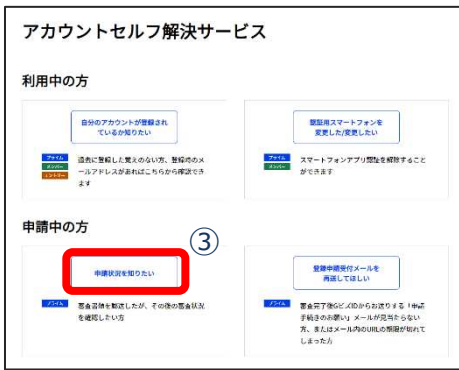 アカウントセルフ解決サービス
利用中の方
自分のアカウントが登録され
ているか知りたい
認証用スマートフォンを
変更した/変更したい
プライム
メンバー
エントリー
過去に登録した覚えのない方、登録時のメ
ールアドレスがあればこちらから確認でき
ます
プライム
メンバー
スマートフォンアプリ認証を解除すること
ができます
申請中の方
③
申請状況を知りたい
登録申請受付メールを
再送してほしい
プライム
審査書類を郵送したが、その後の審査状況
を確認したい方
プライム
審査完了後GビズIDからお送りする「申請
手続きのお願い」メールが見当たらない
方、またはメール内のURLの期限が切れて
しまった方